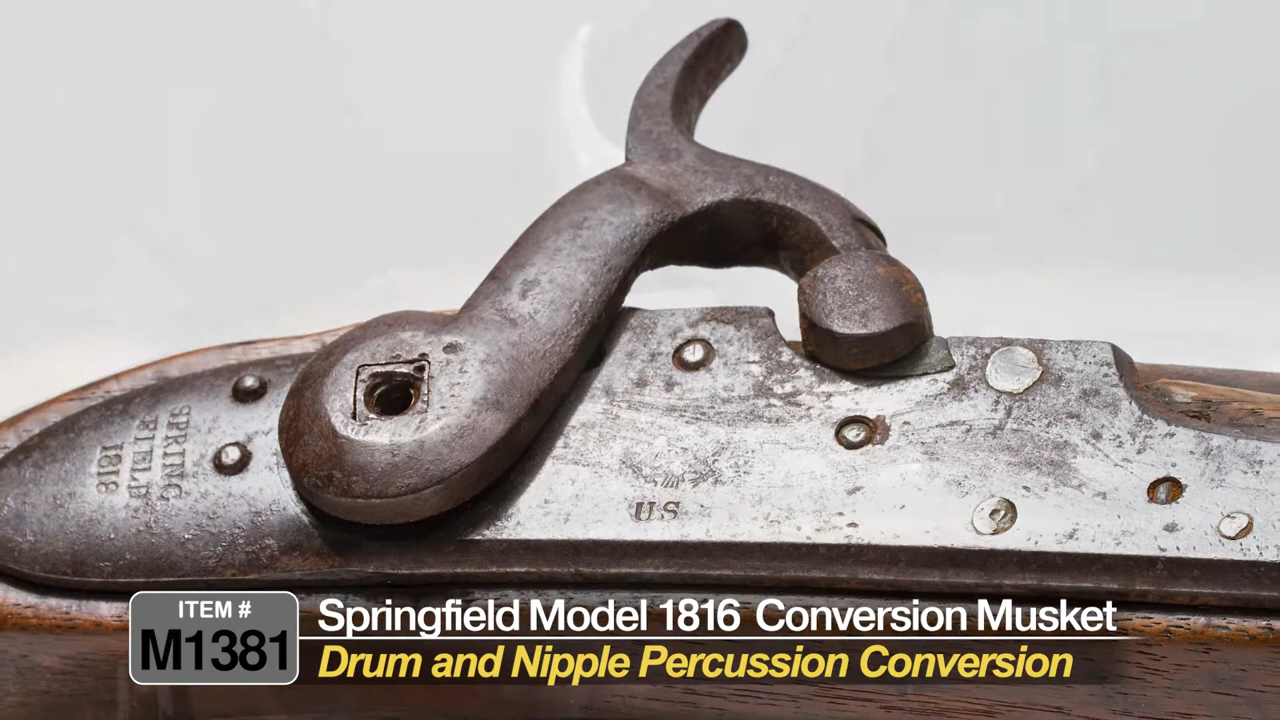 SPRING
FIELD
1818
US
ITEM #
M1381
Springfield Model 1816 Conversion Musket
Drum and Nipple Percussion Conversion